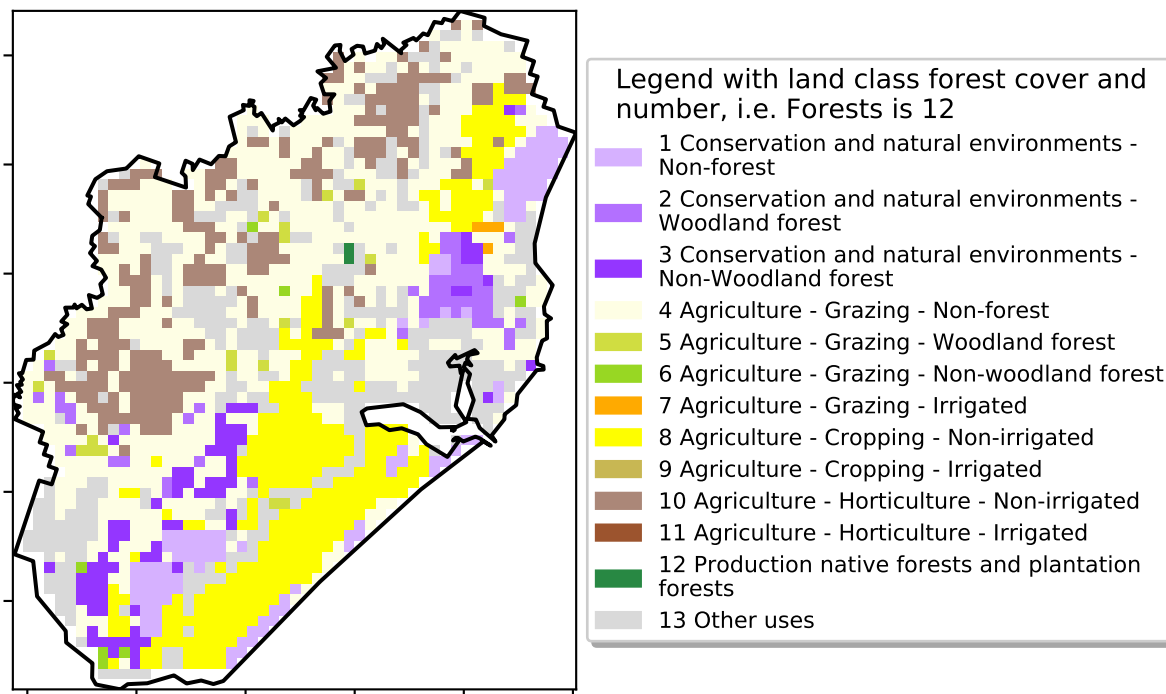 Legend with land class forest cover and
number, i.e. Forests is 12
1 Conservation and natural environments -
Non-forest
2 Conservation and natural environments -
Woodland forest
3 Conservation and natural environments -
Non-Woodland forest
4 Agriculture - Grazing - Non-forest
5 Agriculture - Grazing - Woodland forest
6 Agriculture - Grazing - Non-woodland forest
7 Agriculture - Grazing - Irrigated
8 Agriculture - Cropping - Non-irrigated
9 Agriculture - Cropping - Irrigated
10 Agriculture - Horticulture - Non-irrigated
11 Agriculture - Horticulture - Irrigated
12 Production native forests and plantation
forests
13 Other uses